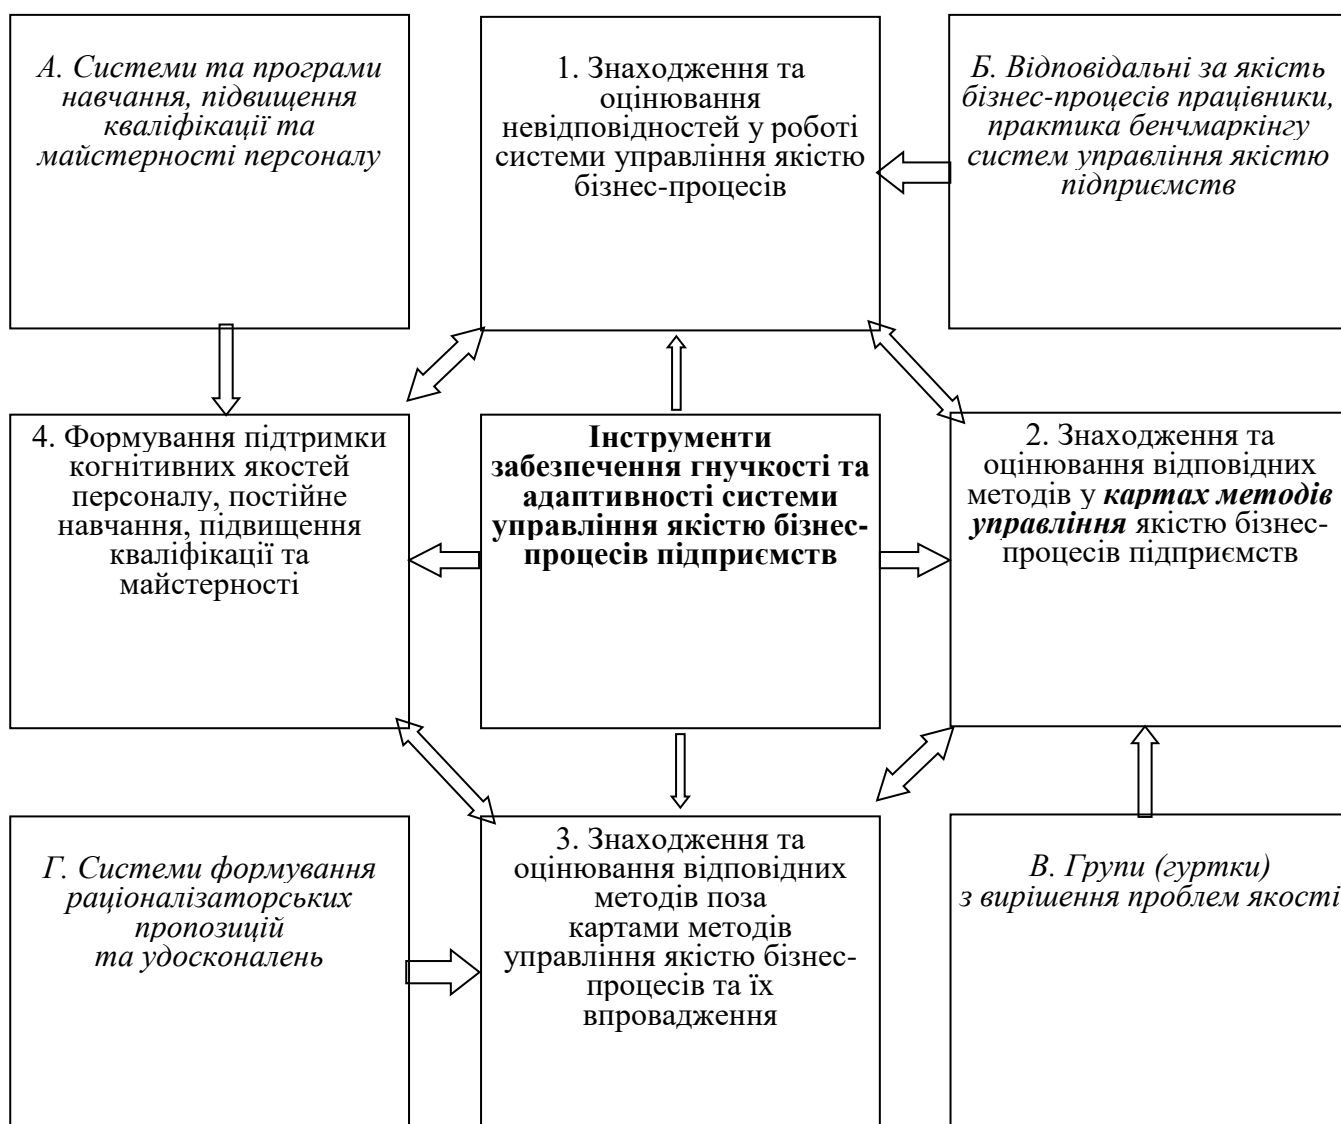 А. Системи та програми
навчання, підвищення
кваліфікації та
майстерності персоналу
1. Знаходження та
оцінювання
невідповідностей у роботі
системи управління якістю
бізнес-процесів
Б. Відповідальні за якість
бізнес-процесів працівники,
практика бенчмаркінгу
систем управління якістю
підприємств
4. Формування підтримки
когнітивних якостей
персоналу, постійне
навчання, підвищення
кваліфікації та
майстерності
Інструменти
забезпечення гнучкості та
адаптивності системи
управління якістю бізнес-
процесів підприємств
2. Знаходження та
оцінювання відповідних
методів у картах методів
управління якістю бізнес-
процесів підприємств
Г. Системи формування
раціоналізаторських
пропозицій
та удосконалень
3. Знаходження та
оцінювання відповідних
методів поза
картами методів
управління якістю бізнес-
процесів та їх
впровадження
В. Групи (гуртки)
з вирішення проблем якості